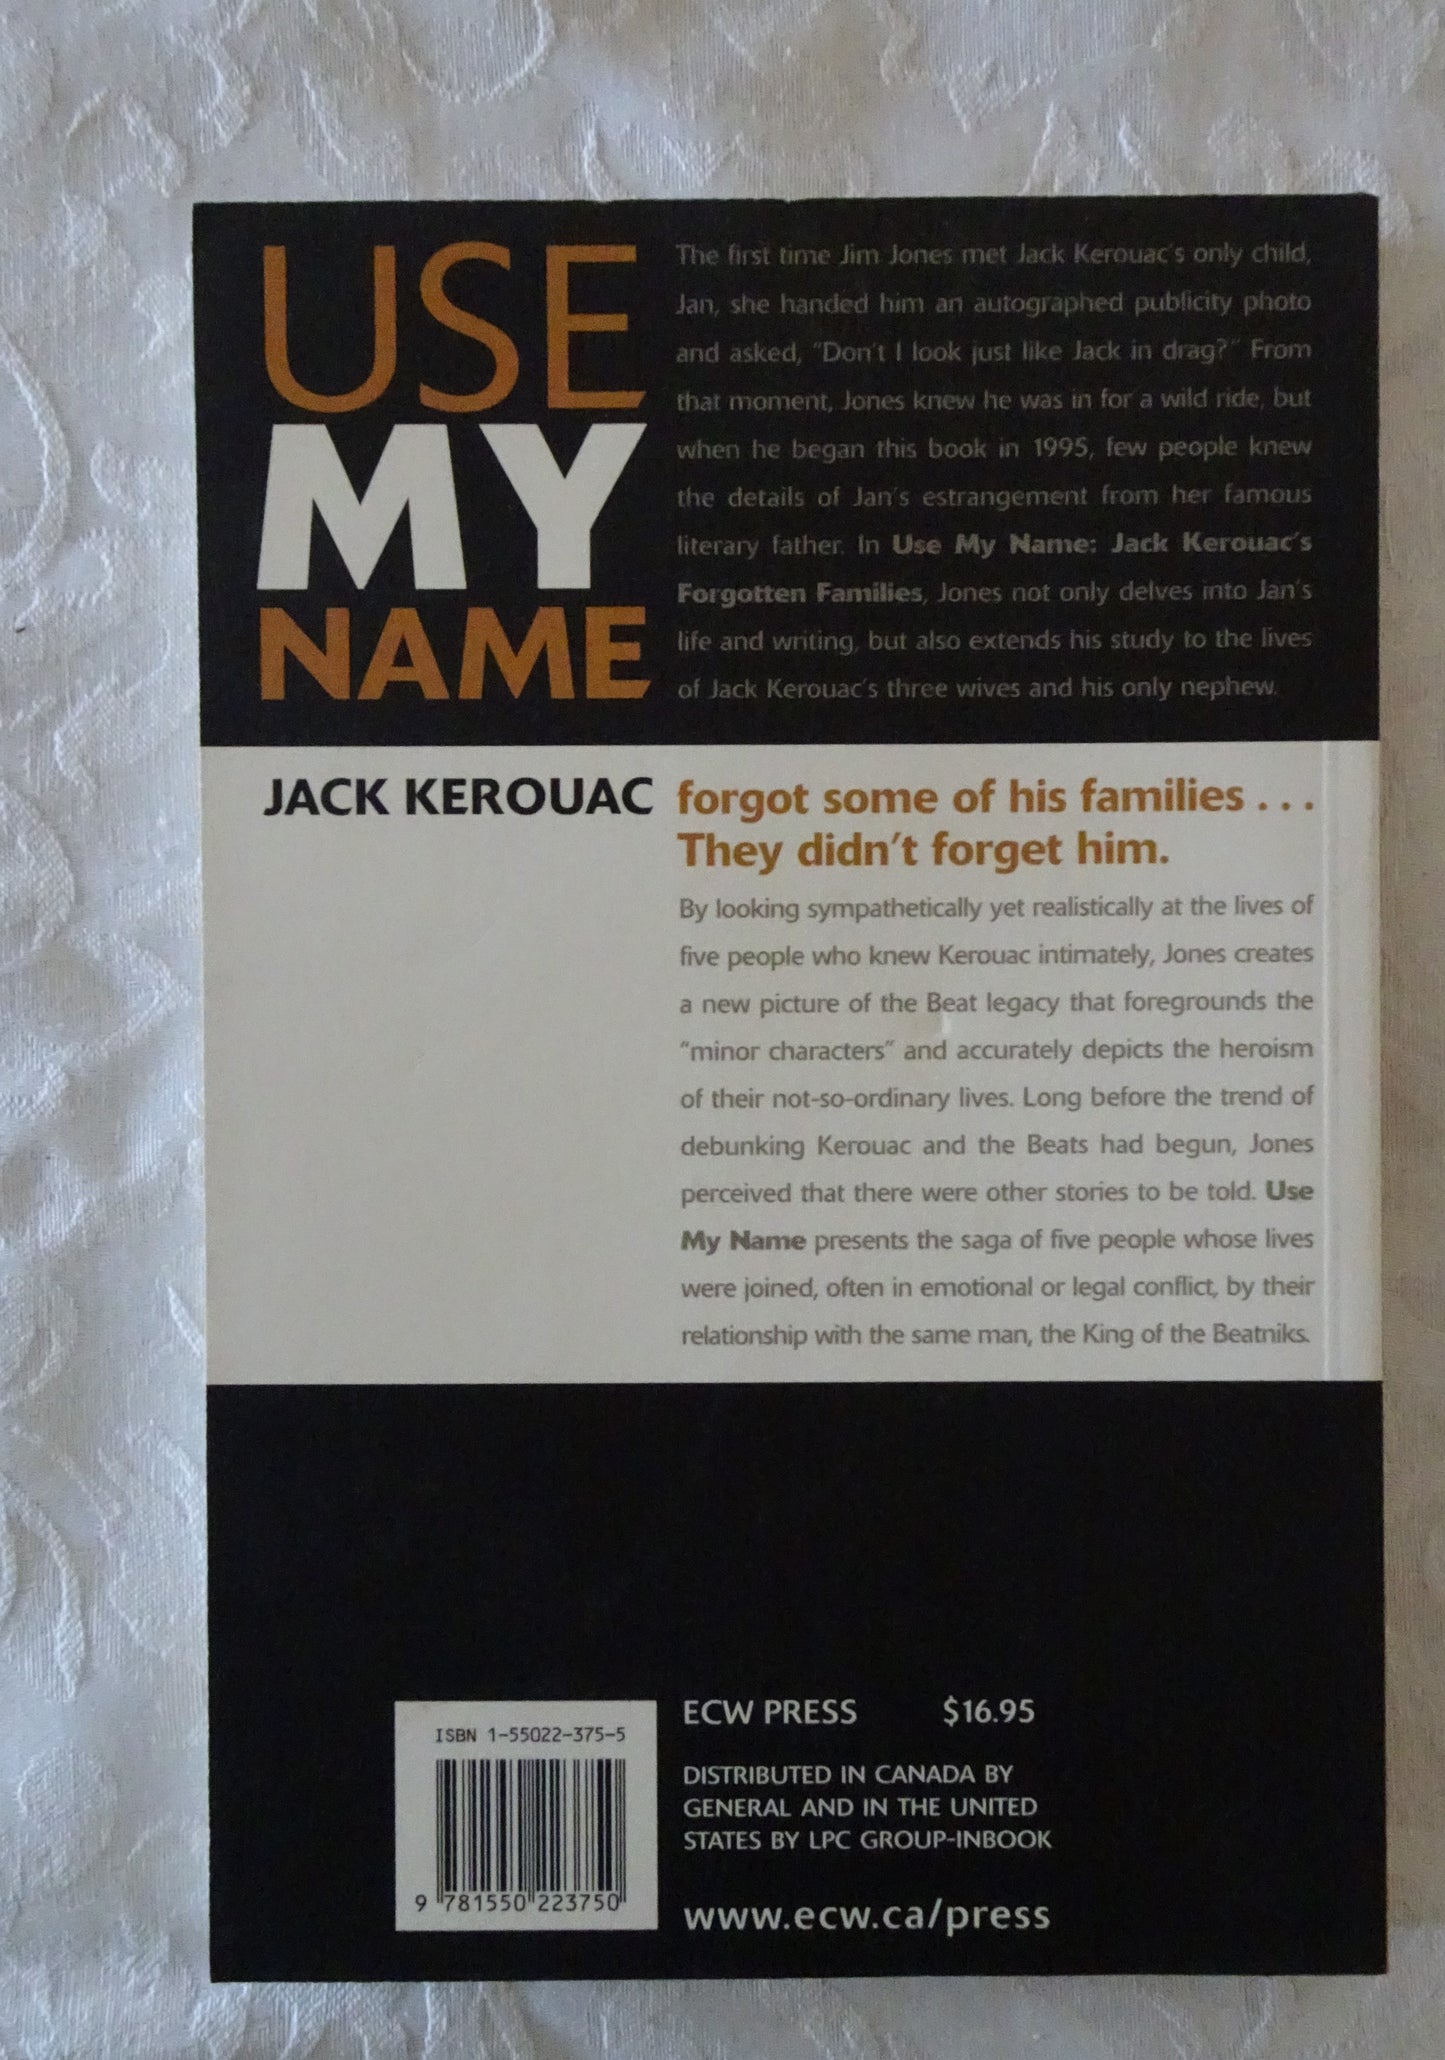 USE
MY
NAME
The first time Jim Jones met Jack Kerouac's only child,
Jan, she handed him an autographed publicity photo
and asked, "Don't I look just like Jack in drag?" From
that moment, Jones knew he was in for a wild ride, but
when he began this book in 1995, few people knew
the details of Jan's estrangement from her famous
literary father. In Use My Name: Jack Kerouac's
Forgotten Families, Jones not only delves into Jan's
life and writing, but also extends his study to the lives
of Jack Kerouac's three wives and his only nephew.
JACK KEROUAC forgot some of his families . . .
They didn't forget him.
By looking sympathetically yet realistically at the lives of
five people who knew Kerouac intimately, Jones creates
a new picture of the Beat legacy that foregrounds the
"minor characters" and accurately depicts the heroism
of their not-so-ordinary lives. Long before the trend of
debunking Kerouac and the Beats had begun, Jones
perceived that there were other stories to be told. Use
My Name presents the saga of five people whose lives
were joined, often in emotional or legal conflict, by their
relationship with the same man, the King of the Beatniks.
ISBN 1-55022-375-5
9 781550 223750
ECW PRESS $16.95
DISTRIBUTED IN CANADA BY
GENERAL AND IN THE UNITED
STATES BY LPC GROUP-INBOOK
www.ecw.ca/press